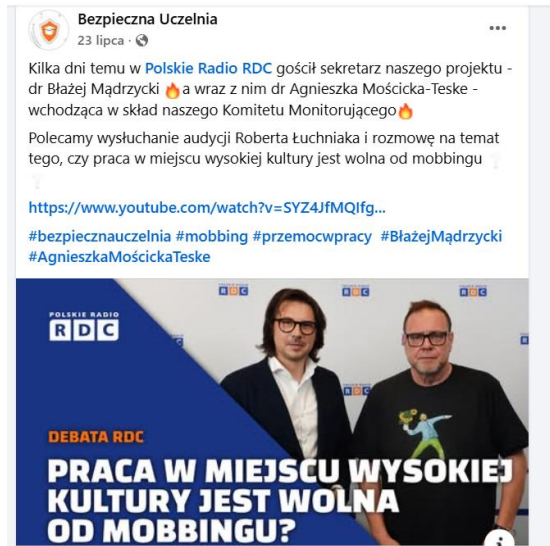 Bezpieczna Uczelnia
23 lipca ·
Kilka dni temu w Polskie Radio RDC gościł sekretarz naszego projektu -
dr Błażej Mądrzycki 🔥a wraz z nim dr Agnieszka Mościcka-Teske -
wchodząca w skład naszego Komitetu Monitorującego🔥
Polecamy wysłuchanie audycji Roberta Łuchniaka i rozmowę na temat
tego, czy praca w miejscu wysokiej kultury jest wolna od mobbingu ❔
❔
https://www.youtube.com/watch?v=SYZ4JfMQIfg...
#bezpiecznauczelnia #mobbing #przemocwpracy #BłażejMądrzycki
#AgnieszkaMościckaTeske
POLSKIE RADIO
RDC
RDC
RDC
RDC
DEBATA RDC
PRACA W MIEJSCU WYSOKIEJ
KULTURY JEST WOLNA
OD MOBBINGU?